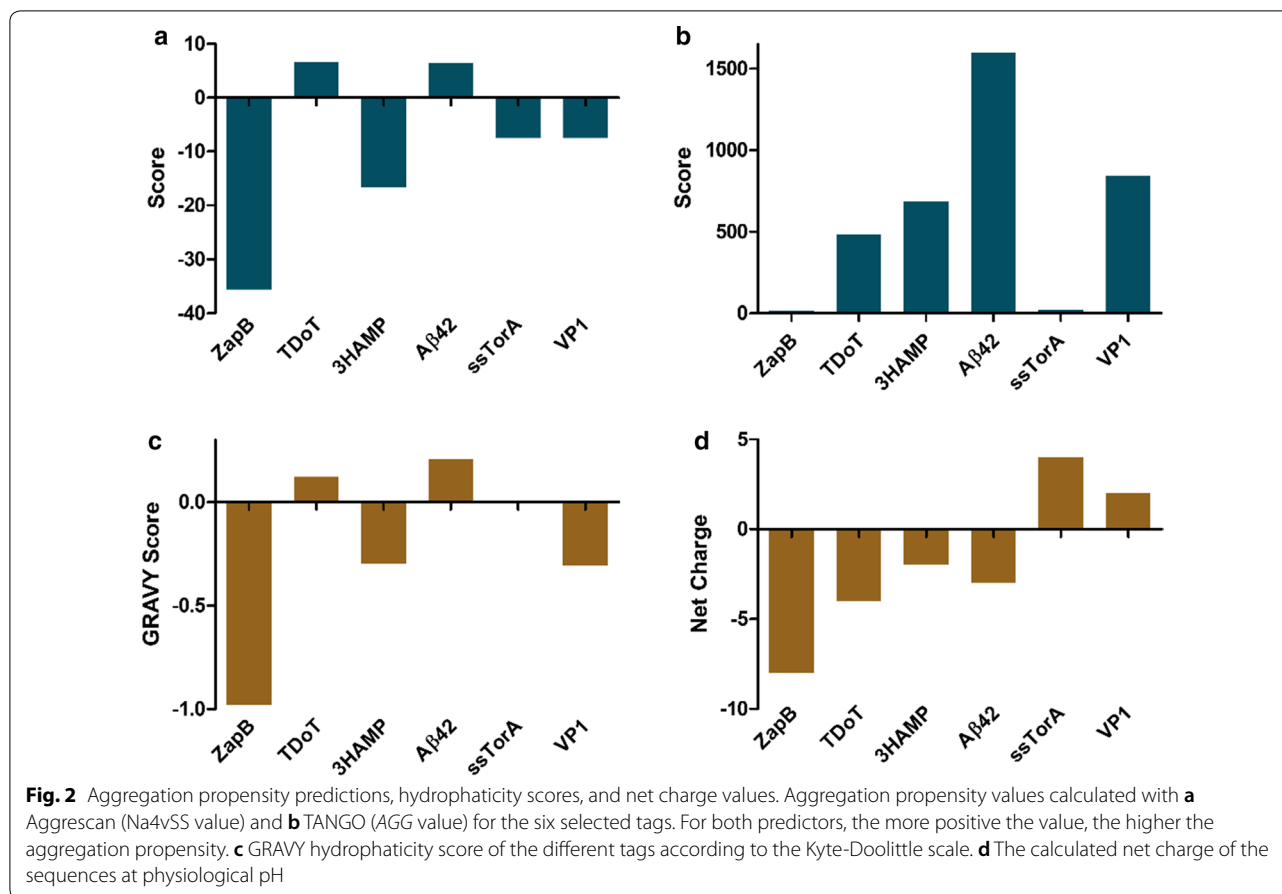 a
Score
10
0
-10
-20
-30
-40
ZapB
TDoT
3HAMP
Aβ42
ssTorA
VP1
b
Score
1500
1000
500
0
ZapB
TDoT
3HAMP
Aβ42
ssTorA
VP1
c
GRAVY Score
0.0
-0.5
-1.0
ZapB
TDoT
3HAMP
Aβ42
ssTorA
VP1
d
Net Charge
5
0
-5
-10
ZapB
TDoT
3HAMP
Aβ42
ssTorA
VP1
Fig. 2 Aggregation propensity predictions, hydrophaticity scores, and net charge values. Aggregation propensity values calculated with a
Aggrescan (Na4vSS value) and b TANGO (AGG value) for the six selected tags. For both predictors, the more positive the value, the higher the
aggregation propensity. c GRAVY hydrophaticity score of the different tags according to the Kyte-Doolittle scale. d The calculated net charge of the
sequences at physiological pH